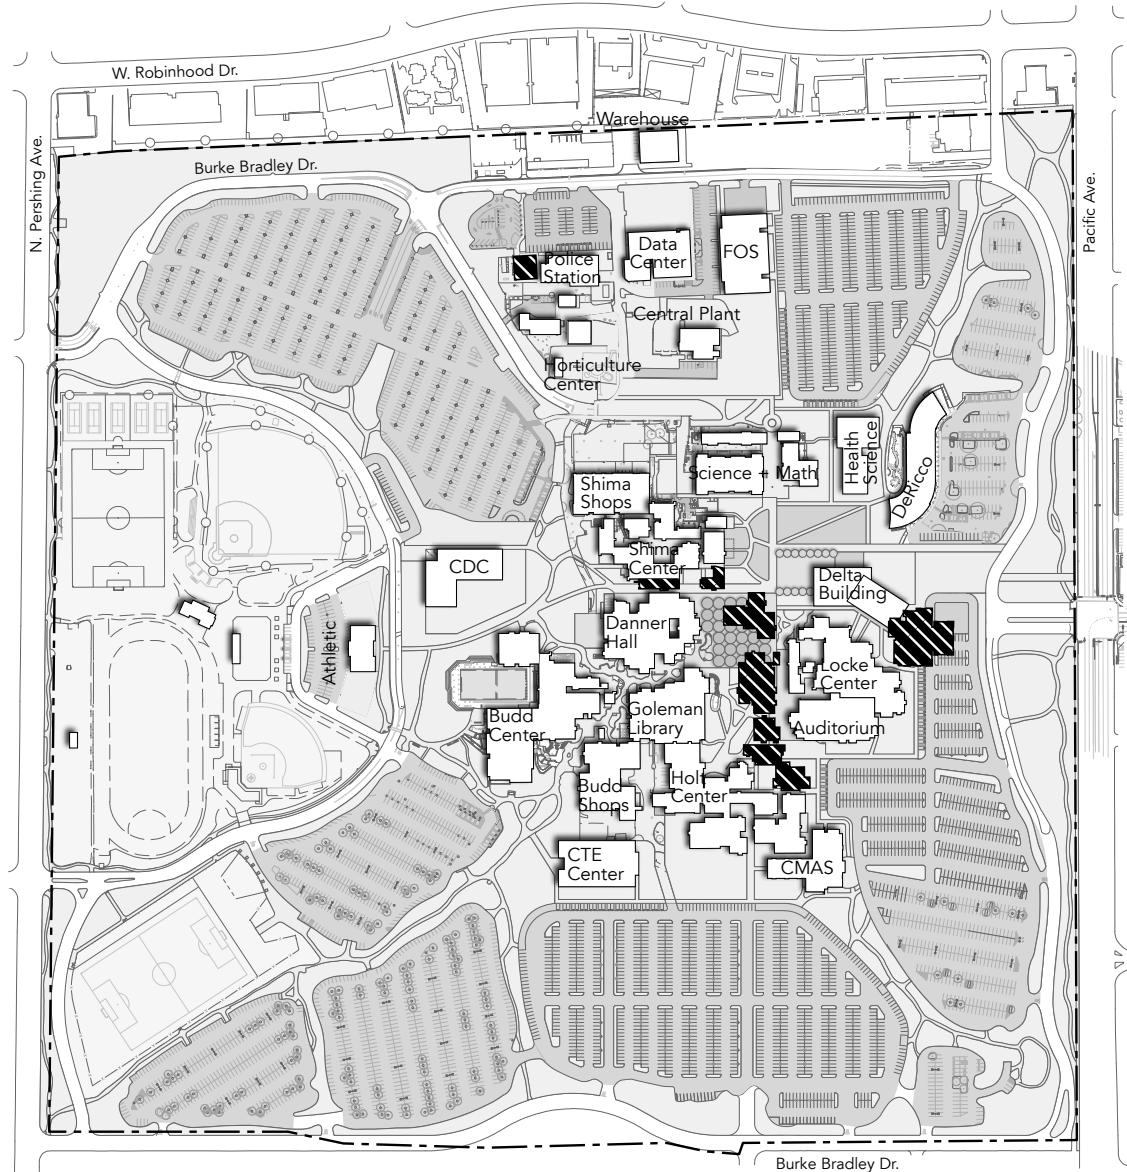 W. Robinhood Dr.
Warehouse
N. Pershing Ave.
Burke Bradley Dr.
Pacific Ave.
Police
Station
Data
Center
FOS
Central Plant
Horticulture
Center
Health
Science
Science + Math
DeRicco
Shima
Shops
Shima
Center
CDC
Delta
Building
Danner
Hall
Athletic
Locke
Center
Budd
Center
Goleman
Library
Auditorium
Budd
Shops
Holt
Center
CTE
Center
CMAS
Burke Bradley Dr.